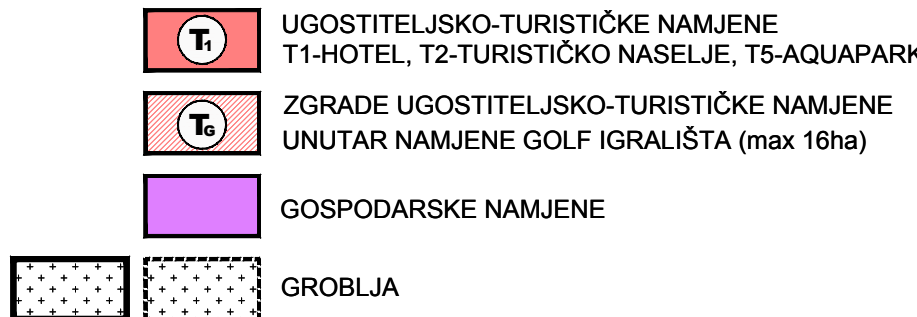 T1
UGOSTITELJSKO-TURISTIČKE NAMJENE
T1-HOTEL, T2-TURISTIČKO NASELJE, T5-AQUAPARK
TG
ZGRADE UGOSTITELJSKO-TURISTIČKE NAMJENE
UNUTAR NAMJENE GOLF IGRALIŠTA (max 16ha)
GOSPODARSKE NAMJENE
GROBLJA